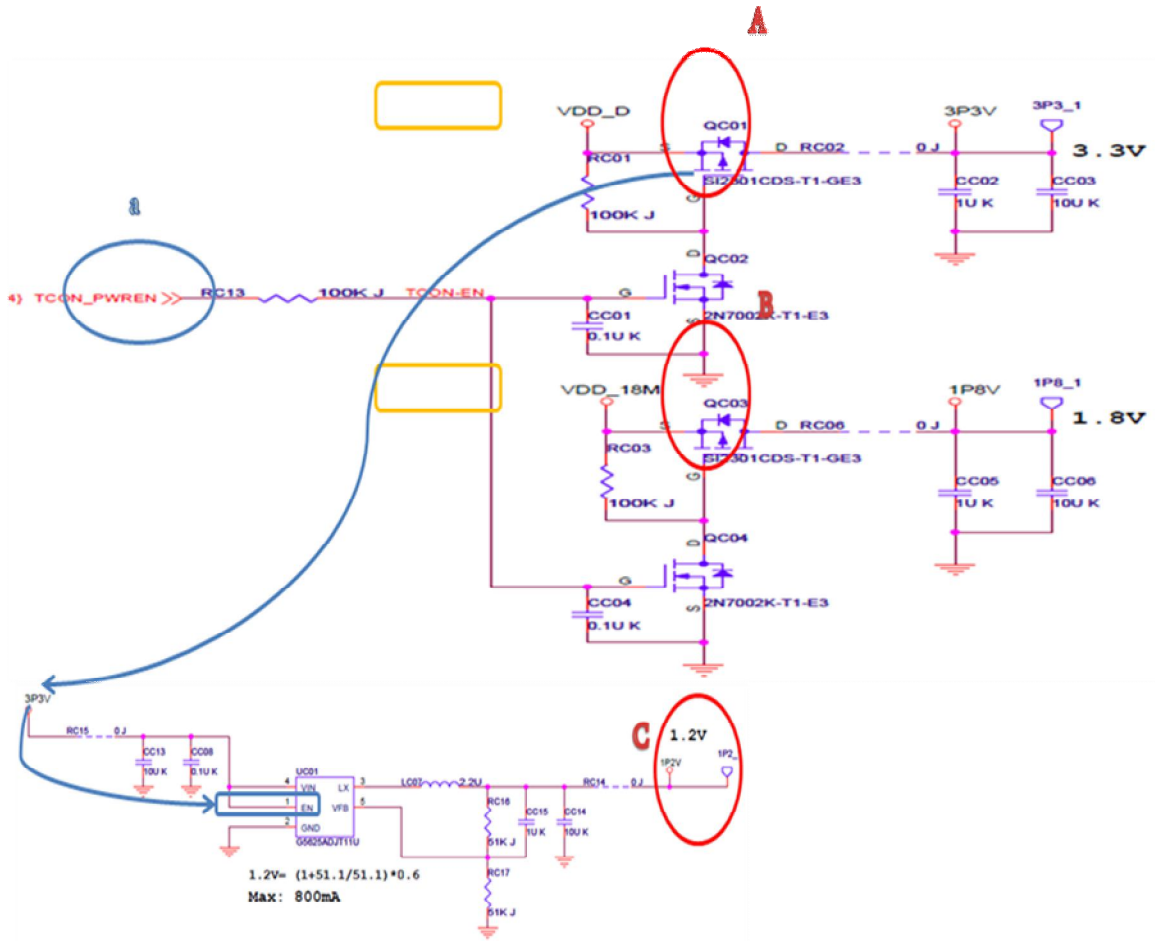 A
VDD_D
QC01
3P3V
3P3_1
S
D
RC02
0 J
3.3V
RC01
SI2301CDS-T1-GE3
CC02
1U K
CC03
10U K
G
100K J
a
D
QC02
4) TCON_PWREN
RC13
100K J
TCON-EN
G
B
CC01
0.1U K
S
2N7002K-T1-E3
VDD_18M
QC03
1P8V
1P8_1
S
D
RC06
0 J
1.8V
RC03
SI2301CDS-T1-GE3
G
CC05
1U K
CC06
10U K
100K J
D
QC04
G
CC04
0.1U K
S
2N7002K-T1-E3
3P3V
RC15
0 J
CC13
10U K
CC08
0.1U K
C
1.2V
1P2V
1P2_
UC01
4
VIN
LX
3
LC07
2.2U
RC14
0 J
1
EN
VFB
5
RC16
51K J
CC15
1U K
CC14
10U K
2
GND
G5625ADJT11U
RC17
51K J
1.2V= (1+51.1/51.1)*0.6
Max: 800mA